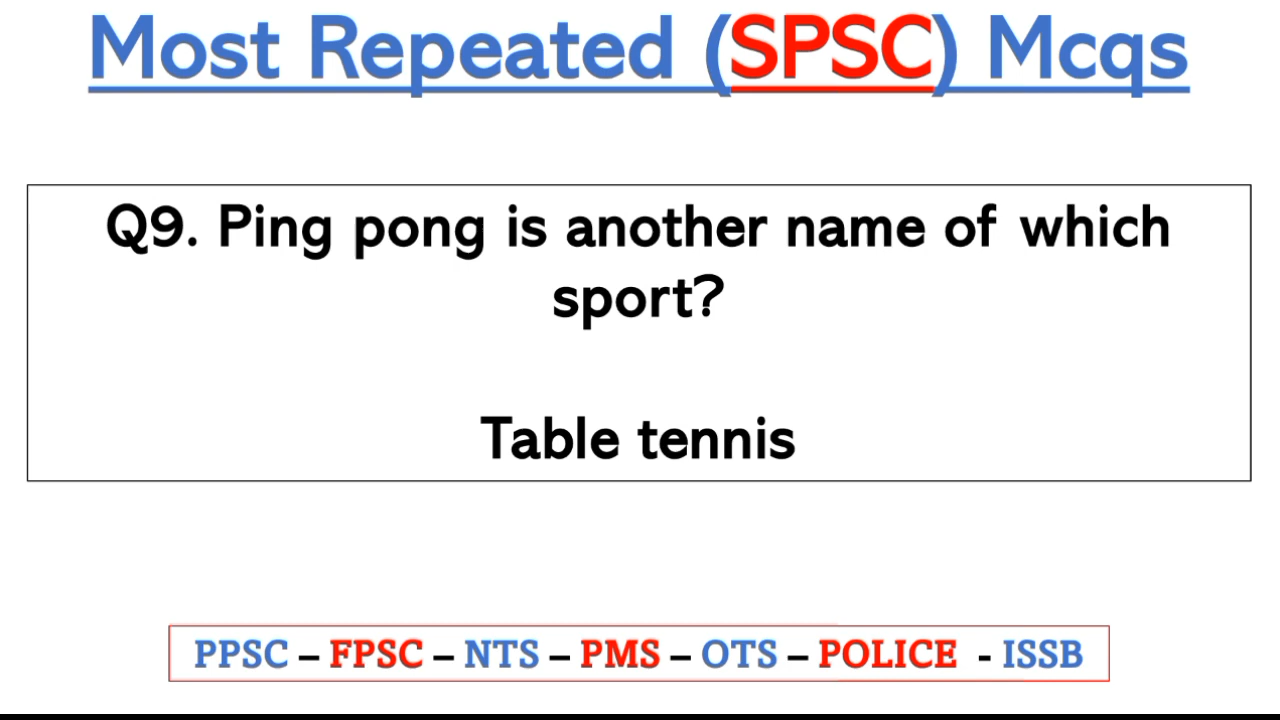 Most Repeated (SPSC) Mcqs
Q9. Ping pong is another name of which
sport?
Table tennis
PPSC – FPSC – NTS – PMS – OTS – POLICE - ISSB